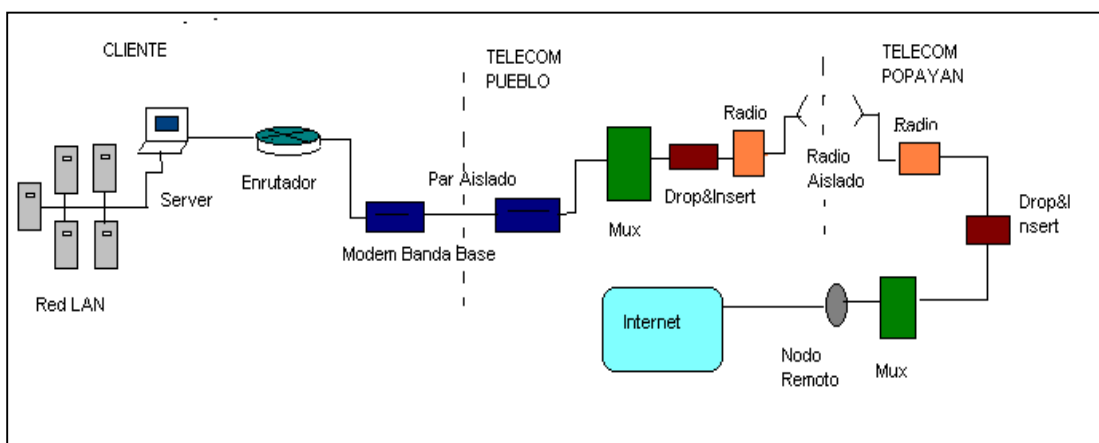 CLIENTE
TELECOM
PUEBLO
TELECOM
POPAYAN
Radio
Radio
Server
Enrutador
Par Aislado
Drop&Insert
Radio
Aislado
Drop&I
nsert
Mux
Modem Banda Base
Red LAN
Internet
Nodo
Remoto
Mux